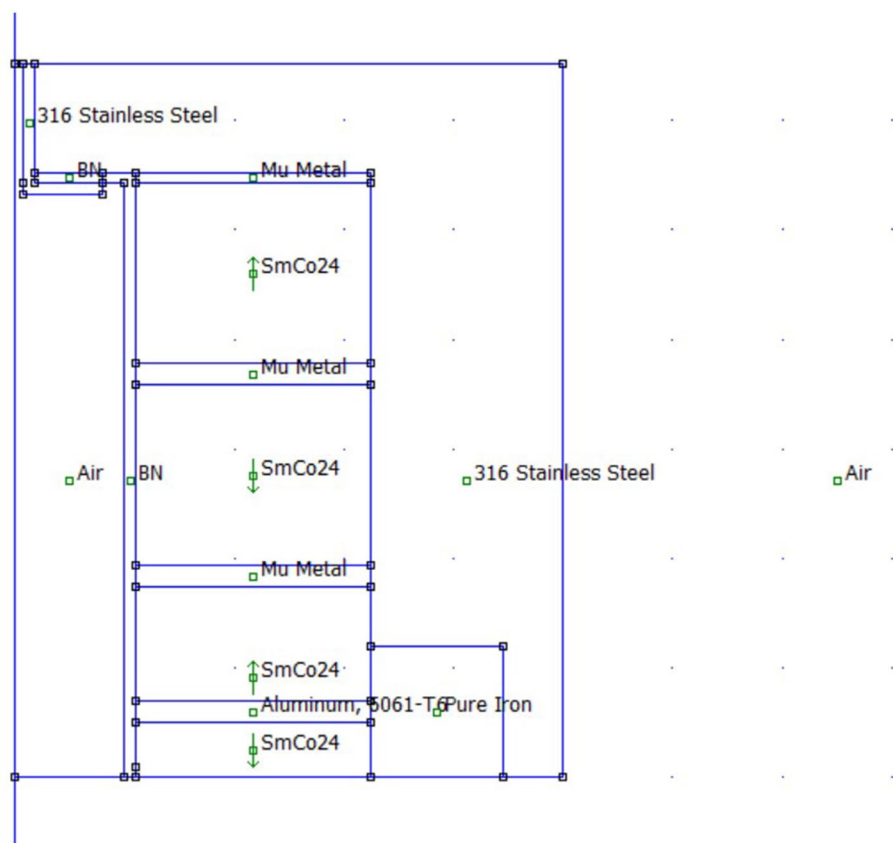 316 Stainless Steel
BN
Mu Metal
SmCo24
Mu Metal
SmCo24
Air
BN
316 Stainless Steel
Air
Mu Metal
SmCo24
Aluminum, 6061-T6
Pure Iron
SmCo24